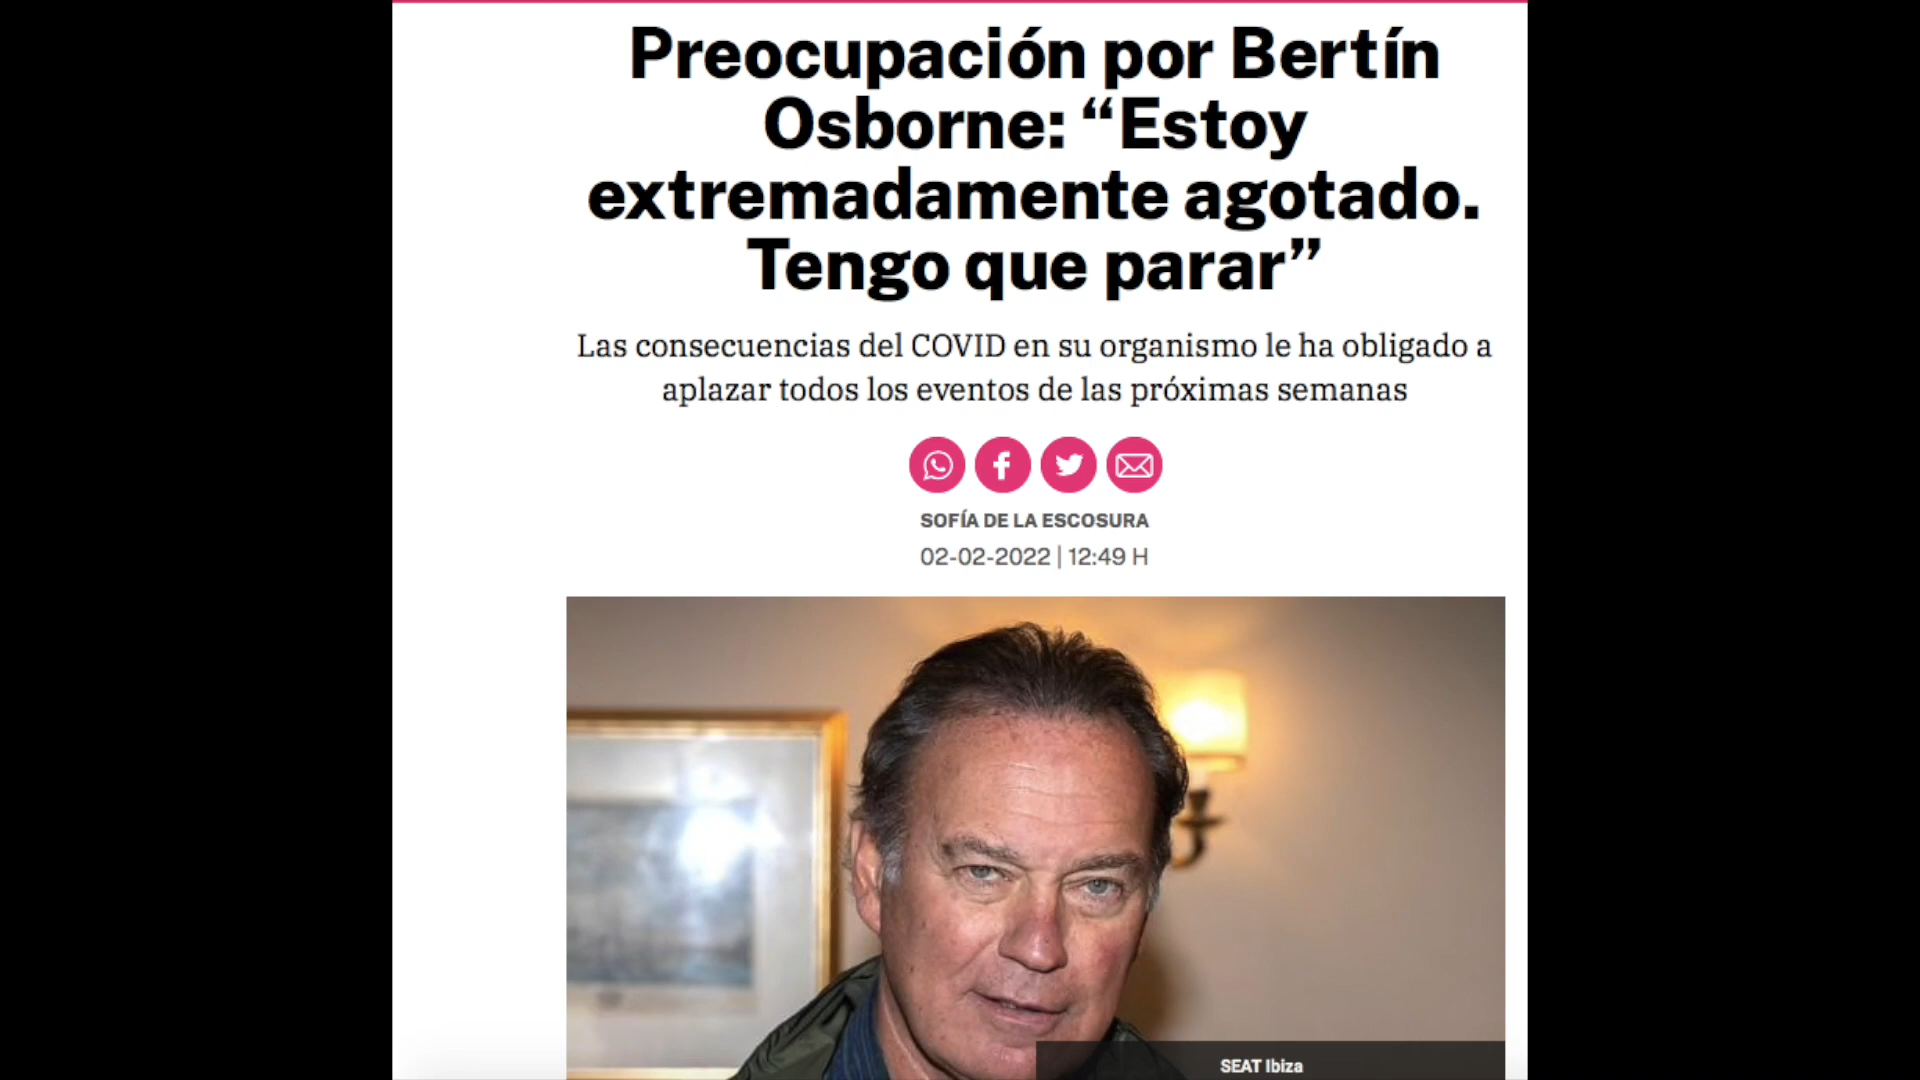 Preocupación por Bertín
Osborne: “Estoy
extremadamente agotado.
Tengo que parar”
Las consecuencias del COVID en su organismo le ha obligado a
aplazar todos los eventos de las próximas semanas
SOFÍA DE LA ESCOSURA
02-02-2022 | 12:49 H
SEAT Ibiza